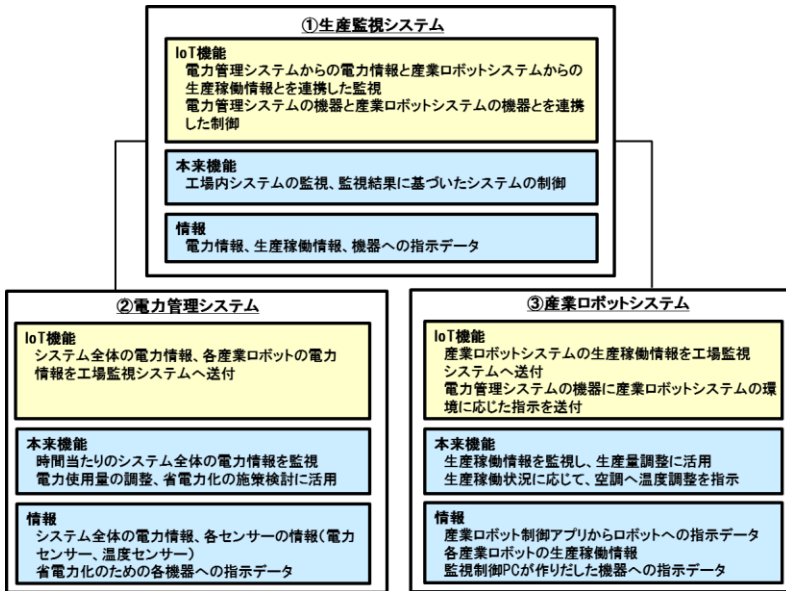 ①生産監視システム
IoT機能
電力管理システムからの電力情報と産業ロボットシステムからの
生産稼働情報とを連携した監視
電力管理システムの機器と産業ロボットシステムの機器とを連携
した制御
本来機能
工場内システムの監視、監視結果に基づいたシステムの制御
情報
電力情報、生産稼働情報、機器への指示データ
②電力管理システム
IoT機能
システム全体の電力情報、各産業ロボットの電力
情報を工場監視システムへ送付
本来機能
時間当たりのシステム全体の電力情報を監視
電力使用量の調整、省電力化の施策検討に活用
情報
システム全体の電力情報、各センサーの情報(電力
センサー、温度センサー)
省電力化のための各機器への指示データ
③産業ロボットシステム
IoT機能
産業ロボットシステムの生産稼働情報を工場監視
システムへ送付
電力管理システムの機器に産業ロボットシステムの環
境に応じた指示を送付
本来機能
生産稼働情報を監視し、生産量調整に活用
生産稼働状況に応じて、空調へ温度調整を指示
情報
産業ロボット制御アプリからロボットへの指示データ
各産業ロボットの生産稼働情報
監視制御PCが作りだした機器への指示データ